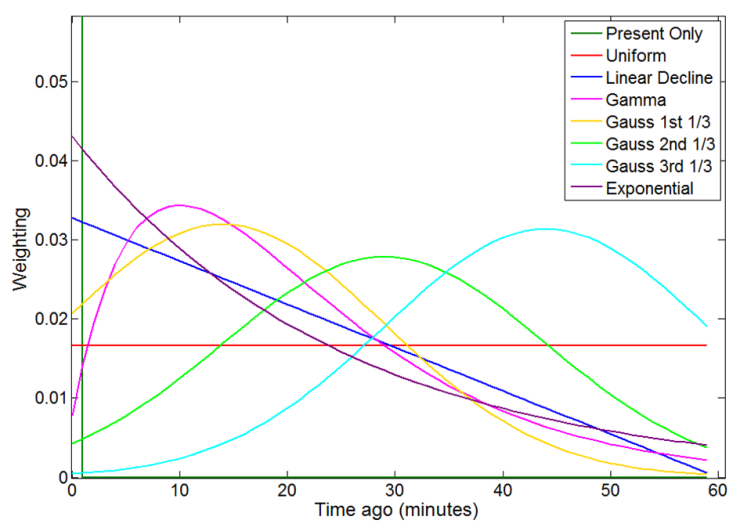 Present Only
Uniform
Linear Decline
Gamma
Gauss 1st 1/3
Gauss 2nd 1/3
Gauss 3rd 1/3
Exponential
0.05
0.04
0.03
0.02
0.01
0
Weighting
0 10 20 30 40 50 60
Time ago (minutes)